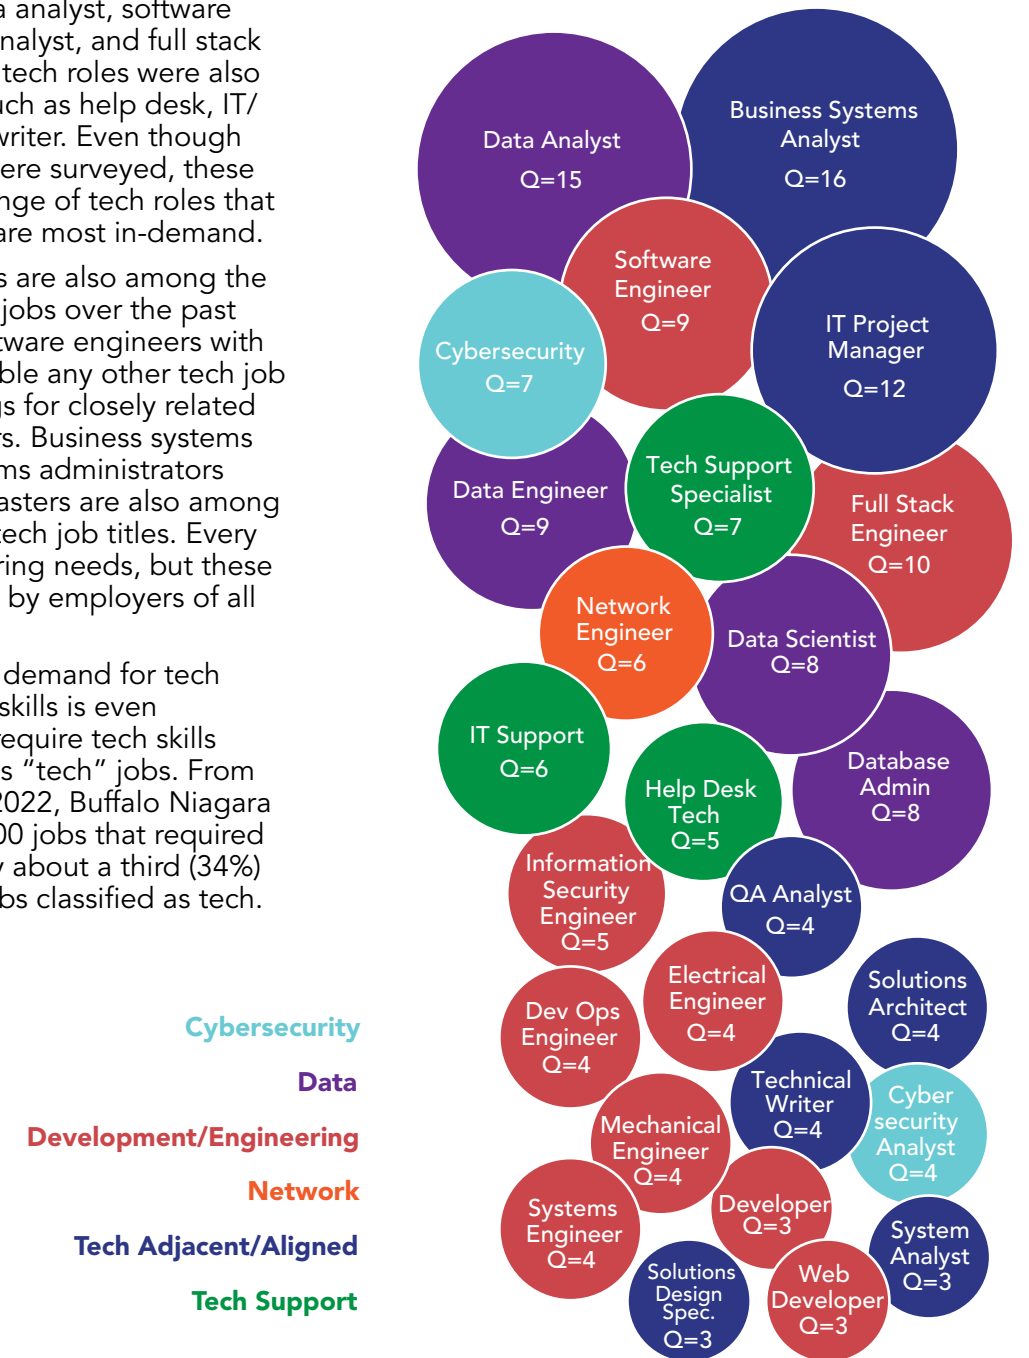 a analyst, software
nalyst, and full stack
tech roles were also
uch as help desk, IT/
writer. Even though
ere surveyed, these
nge of tech roles that
are most in-demand.
s are also among the
jobs over the past
tware engineers with
ble any other tech job
gs for closely related
rs. Business systems
ms administrators
asters are also among
tech job titles. Every
ring needs, but these
by employers of all
demand for tech
skills is even
require tech skills
s “tech” jobs. From
2022, Buffalo Niagara
00 jobs that required
y about a third (34%)
obs classified as tech.
Cybersecurity
Data
Development/Engineering
Network
Tech Adjacent/Aligned
Tech Support
Data Analyst
Q=15
Business Systems
Analyst
Q=16
Software
Engineer
Q=9
IT Project
Manager
Q=12
Cybersecurity
Q=7
Data Engineer
Q=9
Tech Support
Specialist
Q=7
Full Stack
Engineer
Q=10
Network
Engineer
Q=6
Data Scientist
Q=8
IT Support
Q=6
Help Desk
Tech
Q=5
Database
Admin
Q=8
Information
Security
Engineer
Q=5
QA Analyst
Q=4
Electrical
Engineer
Q=4
Solutions
Architect
Q=4
Dev Ops
Engineer
Q=4
Technical
Writer
Q=4
Cyber
security
Analyst
Q=4
Mechanical
Engineer
Q=4
Systems
Engineer
Q=4
Developer
Q=3
System
Analyst
Q=3
Solutions
Design
Spec.
Q=3
Web
Developer
Q=3